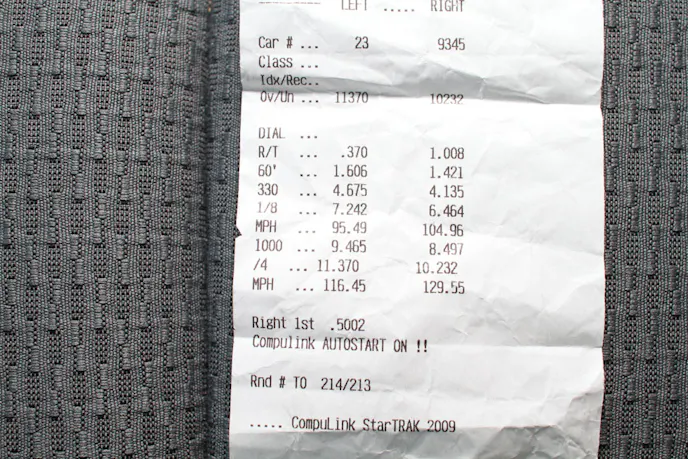 LEFT ..... RIGHT
Car # ... 23 9345
Class ...
Idx/Rec..
Ov/Un ... 11370 10232
DIAL ...
R/T ... .370 1.008
60' ... 1.606 1.421
330 ... 4.675 4.135
1/8 ... 7.242 6.464
MPH ... 95.49 104.96
1000 ... 9.465 8.497
/4 ... 11.370 10.232
MPH ... 116.45 129.55
Right 1st .5002
Compulink AUTOSTART ON !!
Rnd # TO 214/213
..... CompuLink StarTRAK 2009